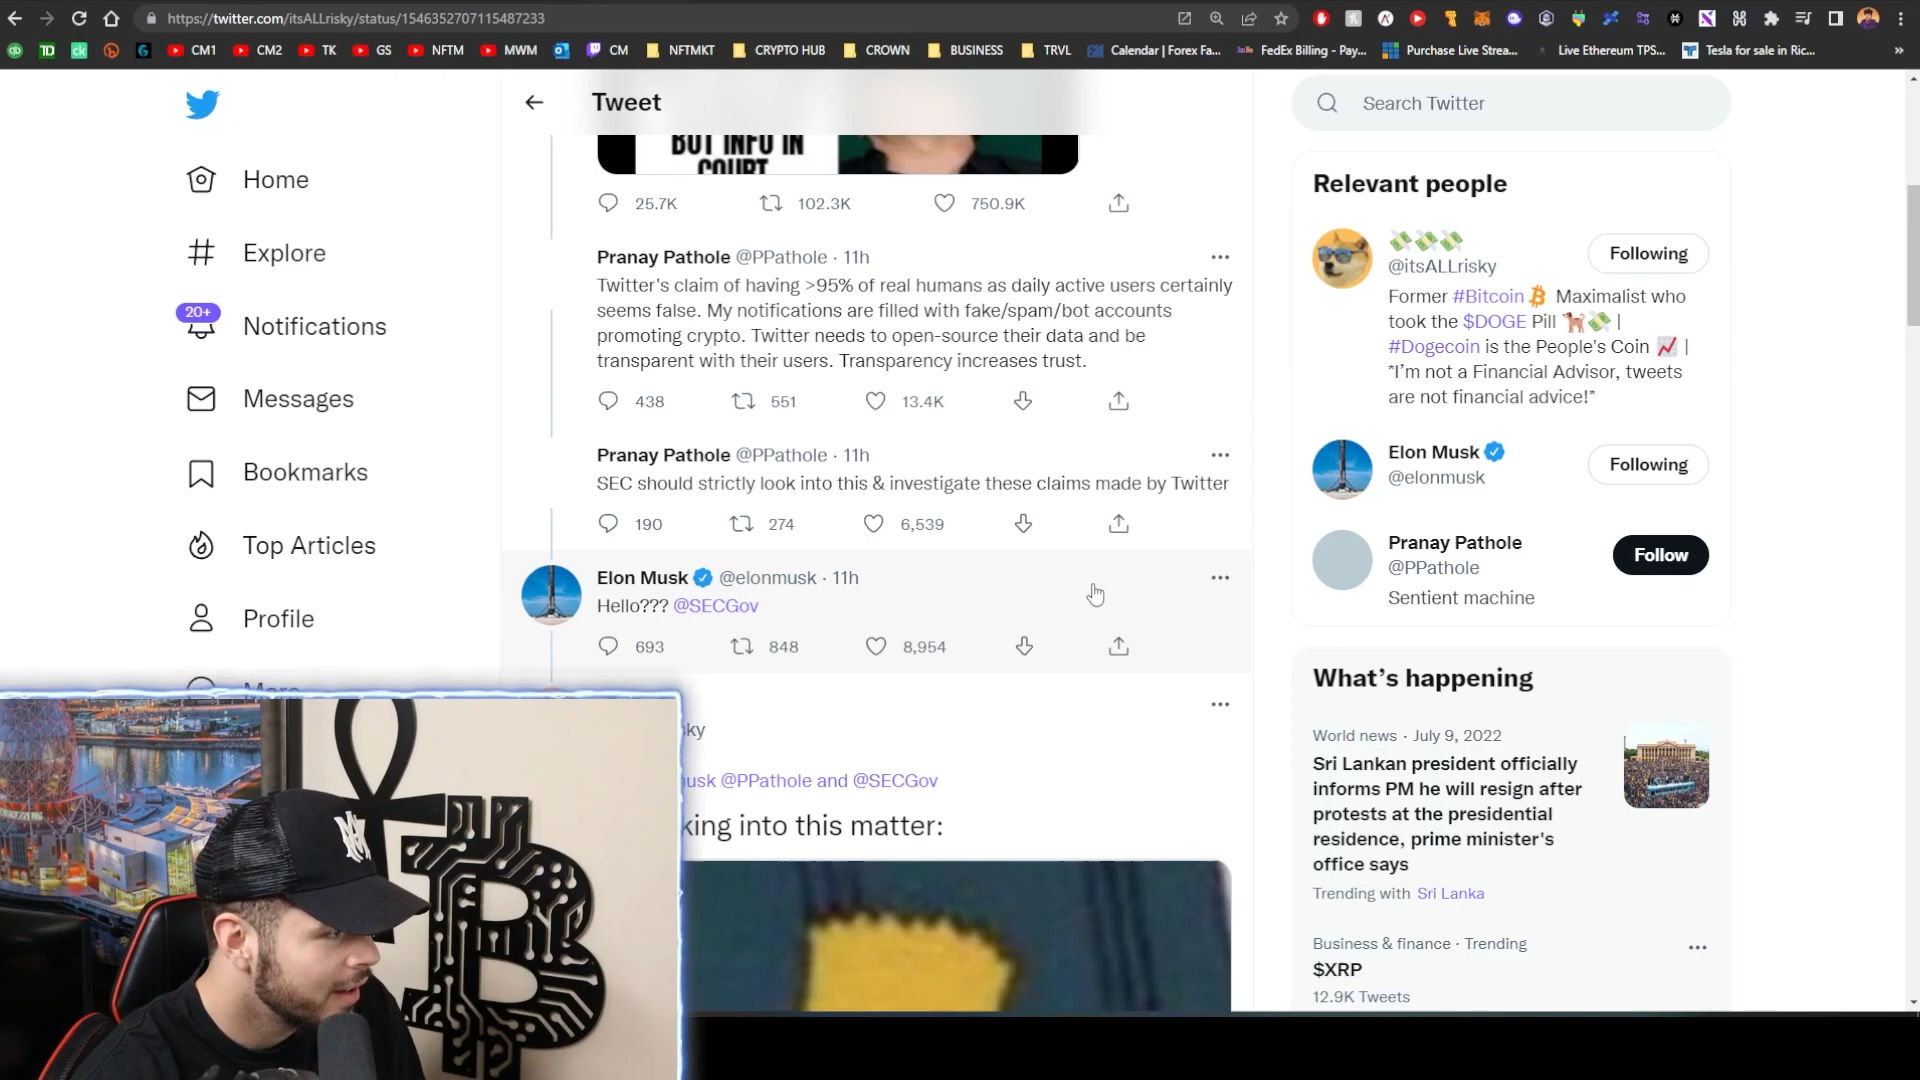 https://twitter.com/itsALLrisky/status/1546352707115487233
TD ck G CM1 CM2 TK GS NFTM MWM CM NFTMKT CRYPTO HUB CROWN BUSINESS TRVL Calendar | Forex Fa... FedEx Billing - Pay... Purchase Live Strea... Live Ethereum TPS... Tesla for sale in Ric... »
Home
Explore
20+
Notifications
Messages
Bookmarks
Top Articles
Profile
More
Tweet
BOT INFO IN
COURT
25.7K 102.3K 750.9K
Pranay Pathole @PPathole · 11h
Twitter's claim of having >95% of real humans as daily active users certainly
seems false. My notifications are filled with fake/spam/bot accounts
promoting crypto. Twitter needs to open-source their data and be
transparent with their users. Transparency increases trust.
438 551 13.4K
Pranay Pathole @PPathole · 11h
SEC should strictly look into this & investigate these claims made by Twitter
190 274 6,539
Elon Musk @elonmusk · 11h
Hello??? @SECGov
693 848 8,954
ky
usk @PPathole and @SECGov
king into this matter:
Search Twitter
Relevant people
@itsALLrisky
Following
Former #Bitcoin Maximalist who
took the $DOGE Pill |
#Dogecoin is the People's Coin |
*I'm not a Financial Advisor, tweets
are not financial advice!*
Elon Musk
@elonmusk
Following
Pranay Pathole
@PPathole
Follow
Sentient machine
What's happening
World news · July 9, 2022
Sri Lankan president officially
informs PM he will resign after
protests at the presidential
residence, prime minister's
office says
Trending with Sri Lanka
Business & finance · Trending
$XRP
12.9K Tweets